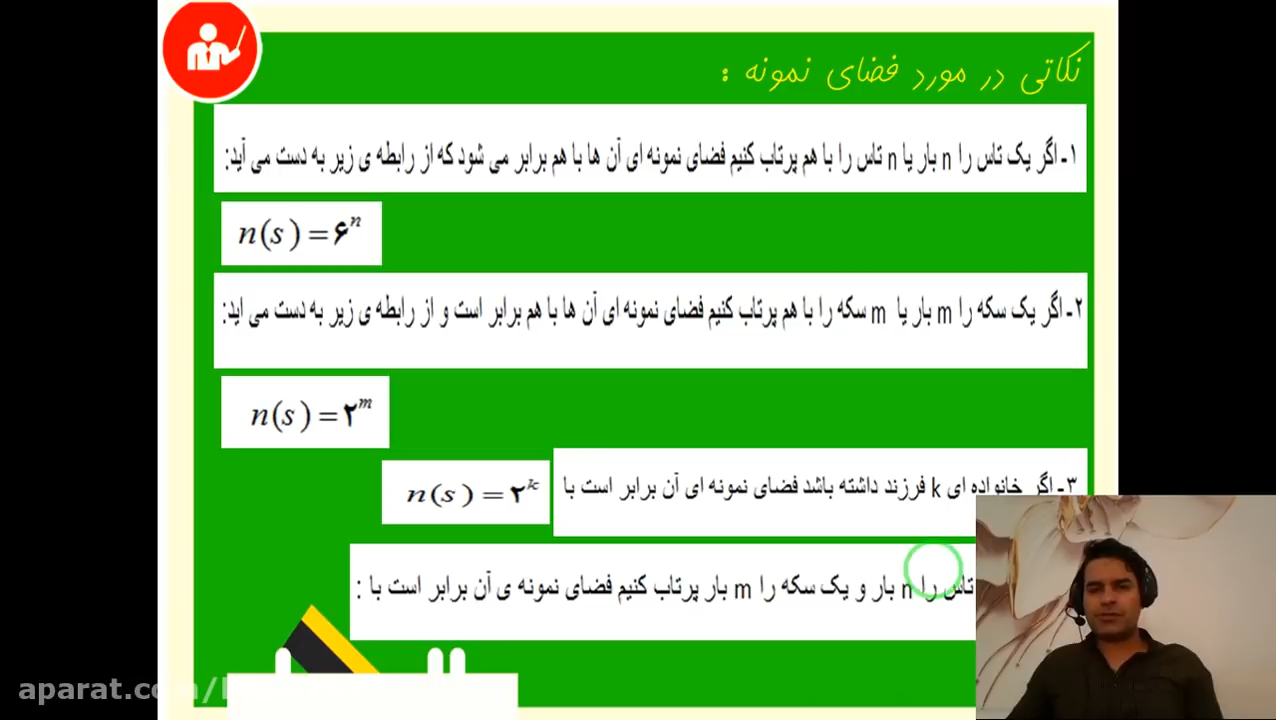 نکاتی در مورد فضای نمونه :
۱- اگر یک تاس را n بار یا n تاس را با هم پرتاب کنیم فضای نمونه ای آن ها با هم برابر می شود که از رابطه ی زیر به دست می آید:
n(s) = ۶^n
۲- اگر یک سکه را m بار یا m سکه را با هم پرتاب کنیم فضای نمونه ای آن ها با هم برابر است و از رابطه ی زیر به دست می اید:
n(s) = ۲^m
۳- اگر خانواده ای k فرزند داشته باشد فضای نمونه ای آن برابر است با
n(s) = ۲^k
تاس را n بار و یک سکه را m بار پرتاب کنیم فضای نمونه ی آن برابر است با :
aparat.com/